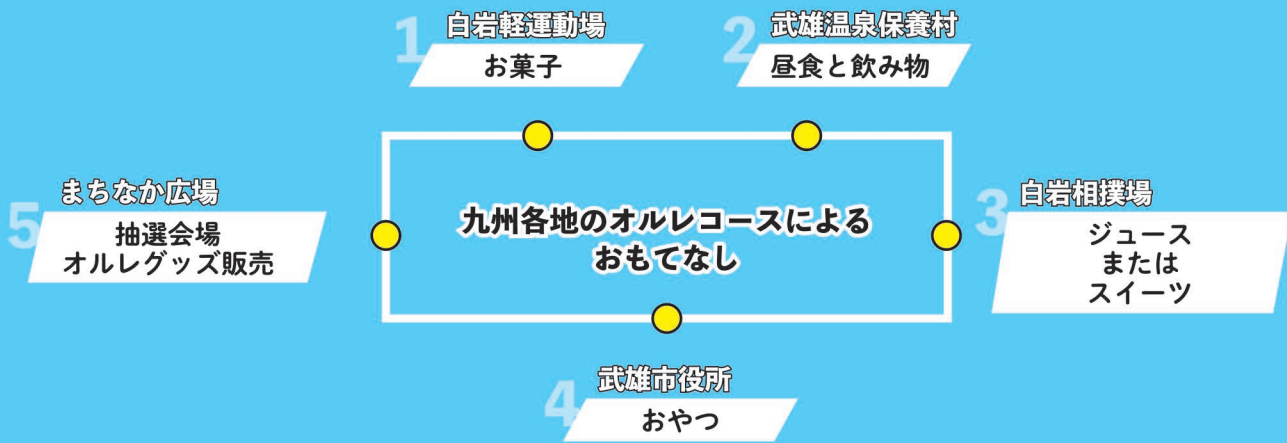 1
白岩軽運動場
お菓子
2
武雄温泉保養村
昼食と飲み物
3
白岩相撲場
ジュース
または
スイーツ
九州各地のオルレコースによる
おもてなし
4
武雄市役所
おやつ
5
まちなか広場
抽選会場
オルレグッズ販売